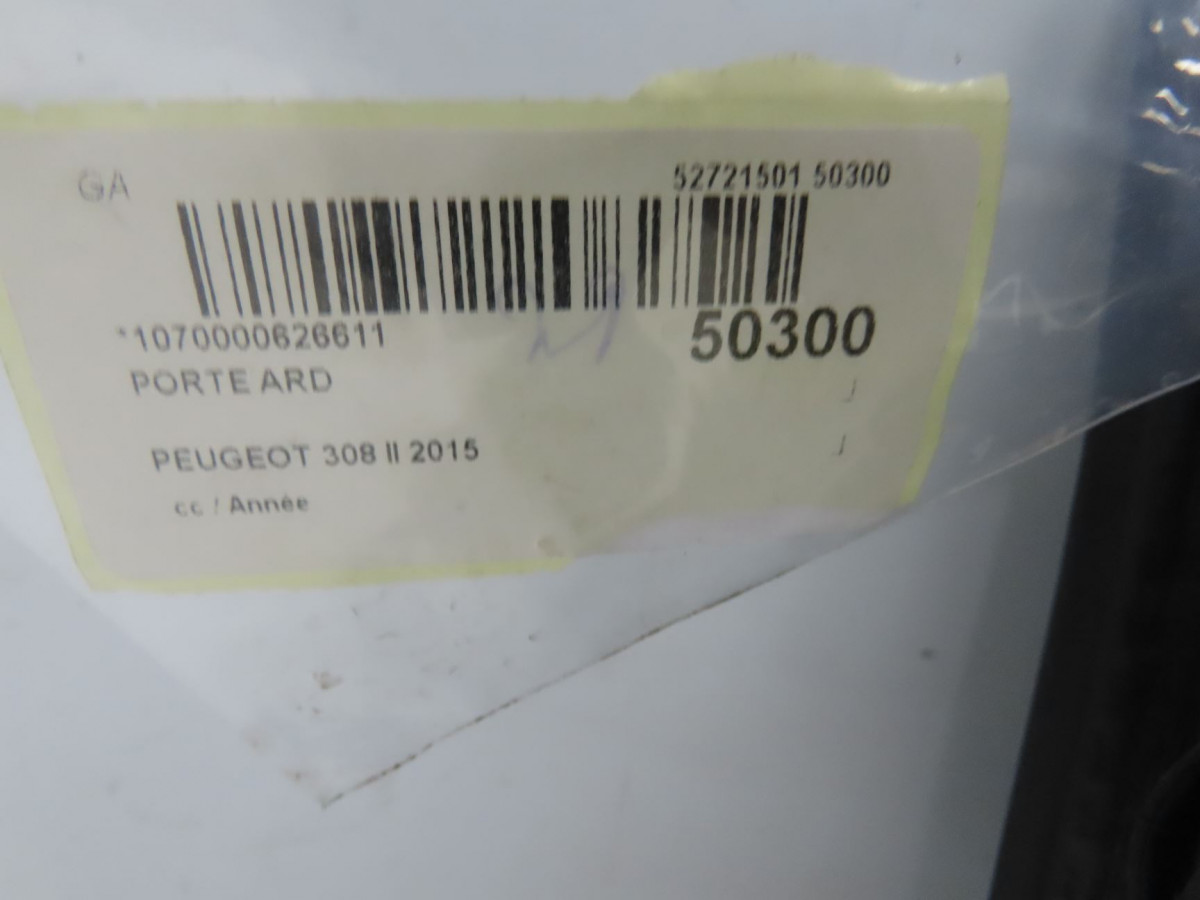 GA
52721501 50300
*1070000626611
50300
PORTE ARD
PEUGEOT 308 II 2015
cc / Année